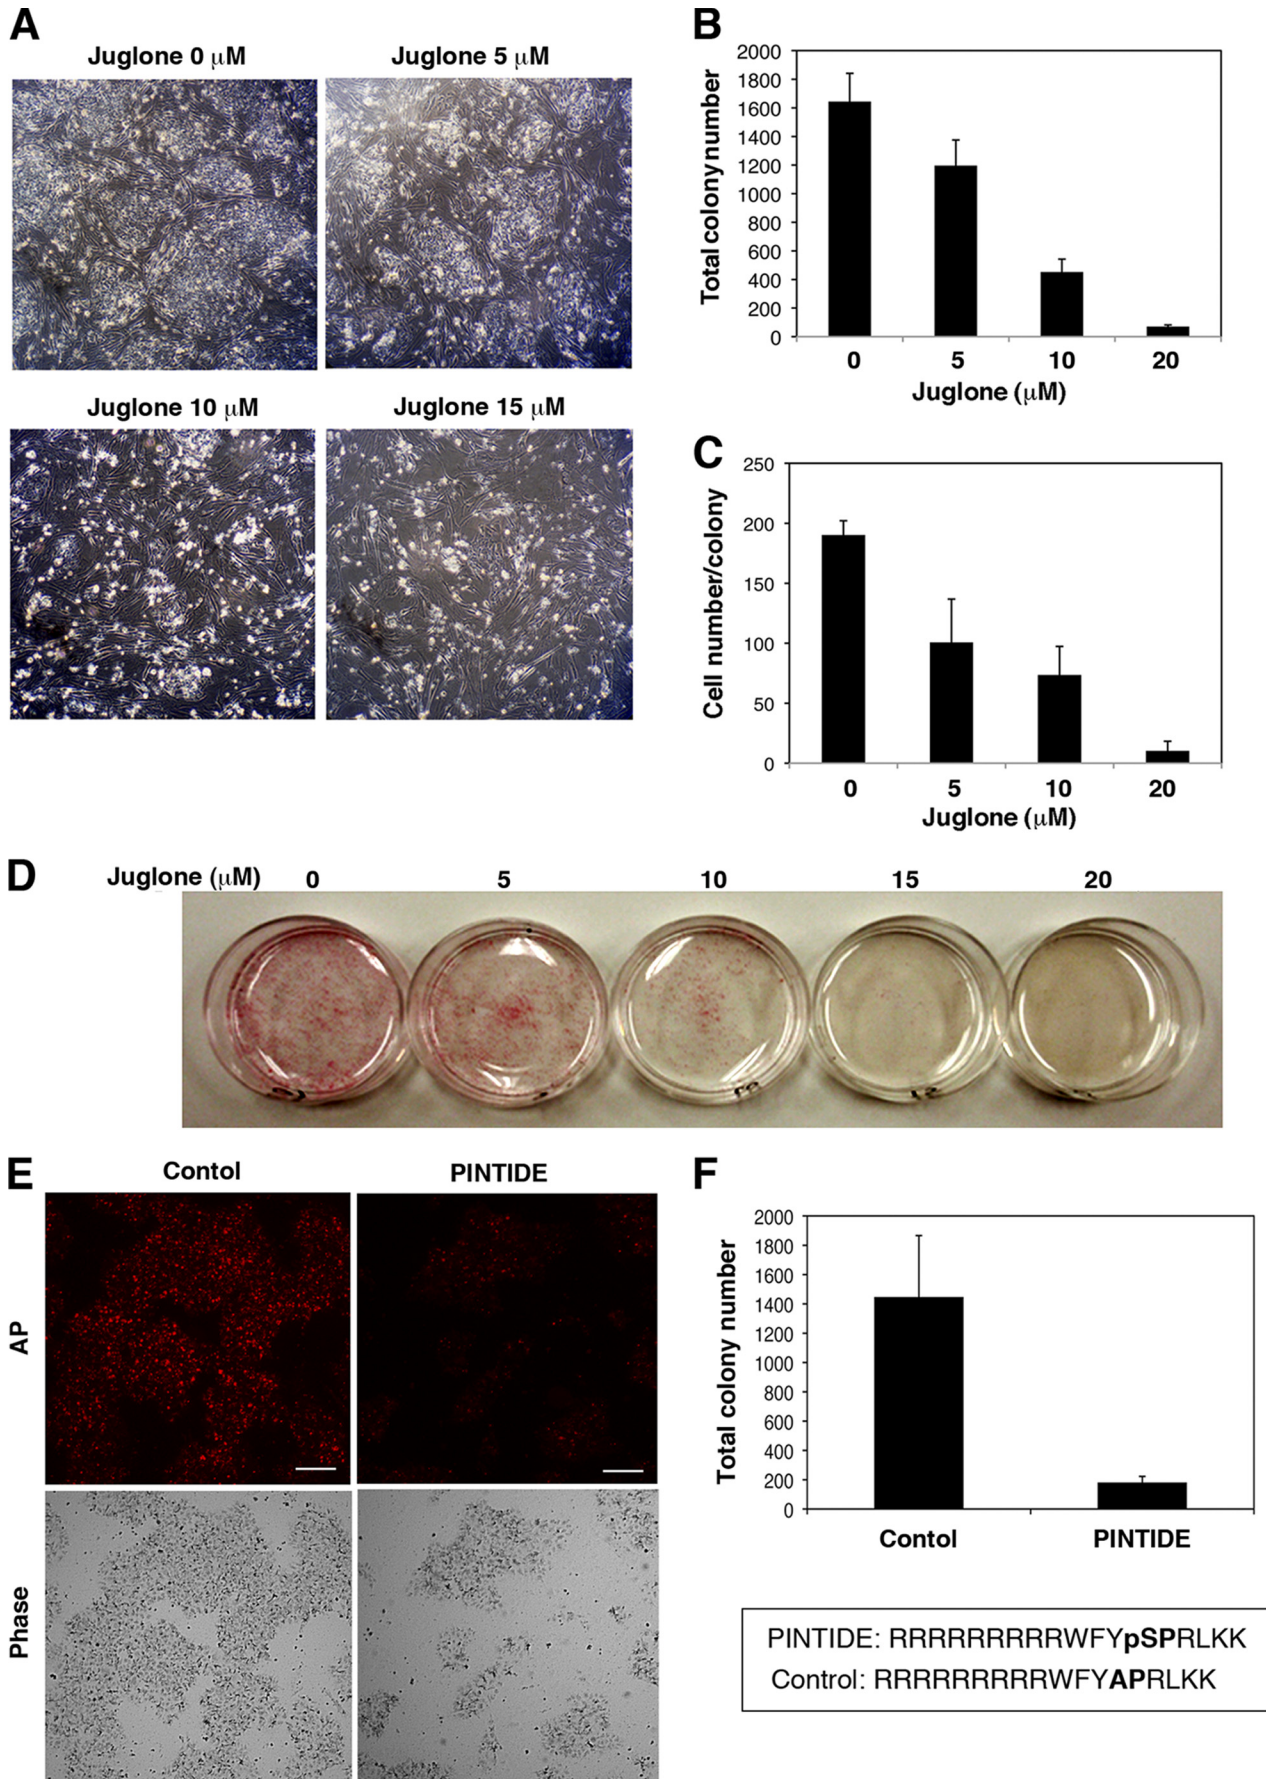 A
Juglone 0 μM
Juglone 5 μM
Juglone 10 μM
Juglone 15 μM
B
Total colony number
2000
1800
1600
1400
1200
1000
800
600
400
200
0
0 5 10 20
Juglone (μM)
C
Cell number/colony
250
200
150
100
50
0
0 5 10 20
Juglone (μM)
D
Juglone (μM) 0 5 10 15 20
E
Contol
PINTIDE
AP
Phase
F
Total colony number
2000
1800
1600
1400
1200
1000
800
600
400
200
0
Contol PINTIDE
PINTIDE: RRRRRRRRRWFYpSPRLKK
Control: RRRRRRRRRWFYAPRLKK